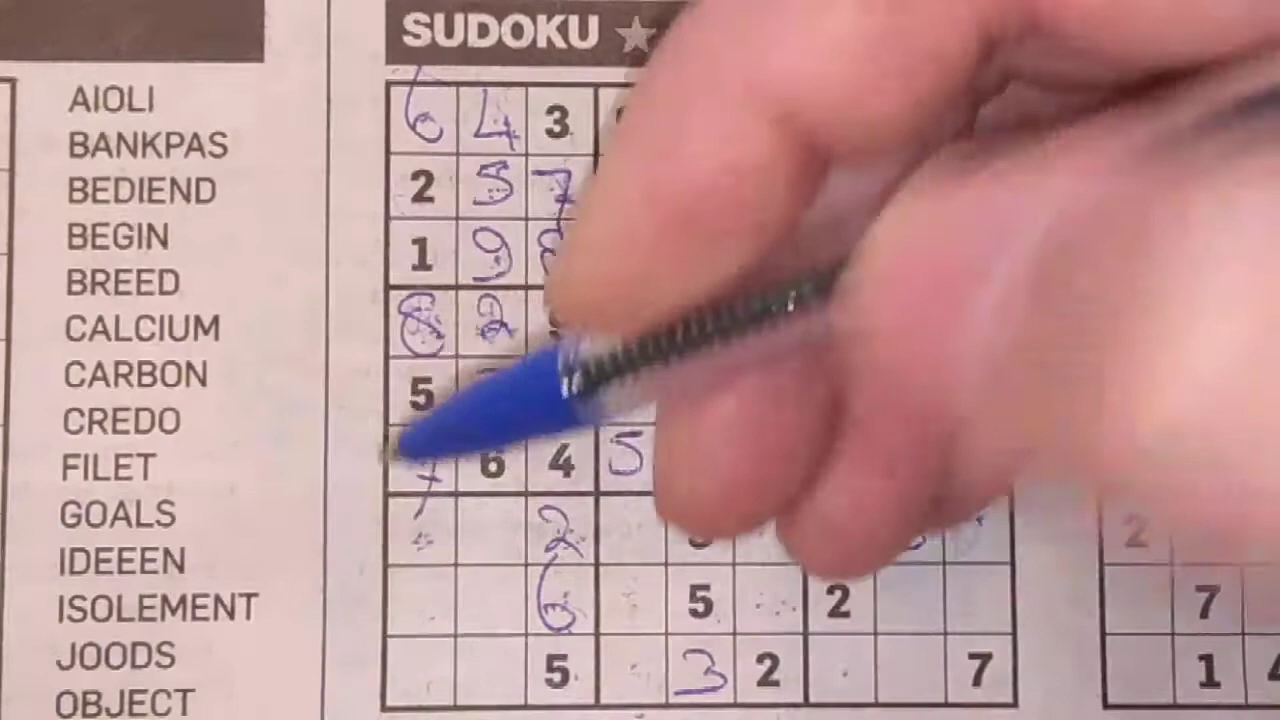 SUDOKU
AIOLI
BANKPAS
BEDIEND
BEGIN
BREED
CALCIUM
CARBON
CREDO
FILET
GOALS
IDEEEN
ISOLEMENT
JOODS
OBJECT
6 4 3
2 5 7
1 9
8 2
5
7 6 4 5
2
6 5 2
5 3 2 7
2
7
1 4